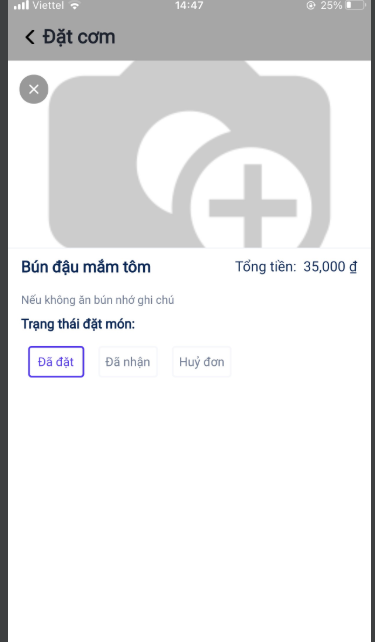 Viettel 14:47 25%
Đặt cơm
Bún đậu mắm tôm Tổng tiền: 35,000 ₫
Nếu không ăn bún nhớ ghi chú
Trạng thái đặt món:
Đã đặt Đã nhận Huỷ đơn